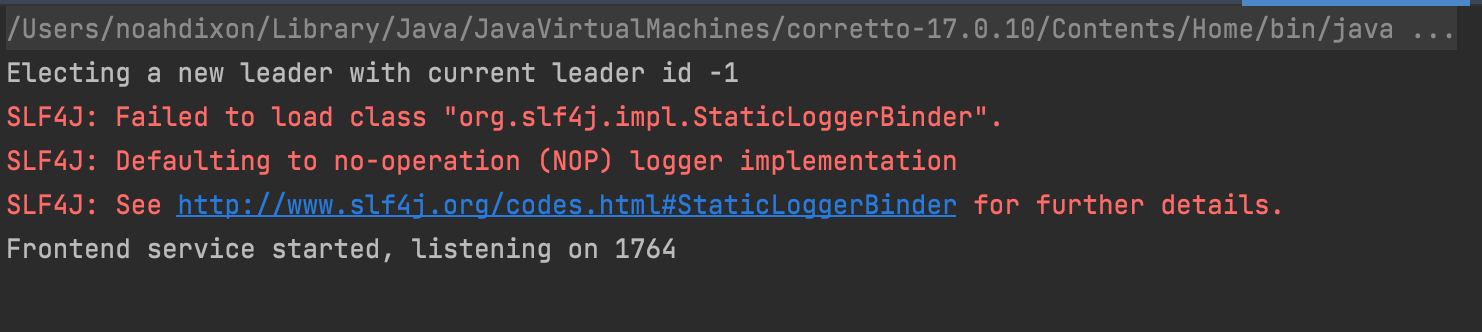 /Users/noahdixon/Library/Java/JavaVirtualMachines/corretto-17.0.10/Contents/Home/bin/java ...
Electing a new leader with current leader id -1
SLF4J: Failed to load class "org.slf4j.impl.StaticLoggerBinder".
SLF4J: Defaulting to no-operation (NOP) logger implementation
SLF4J: See http://www.slf4j.org/codes.html#StaticLoggerBinder for further details.
Frontend service started, listening on 1764